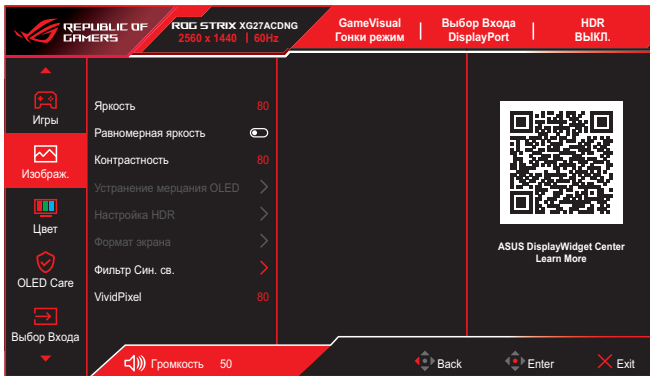 REPUBLIC OF
GAMERS
ROG STRIX XG27ACDNG
2560 x 1440 | 60Hz
GameVisual
Гонки режим
Выбор Входа
DisplayPort
HDR
ВЫКЛ.
Игры
Изображ.
Цвет
OLED Care
Выбор Входа
Яркость 80
Равномерная яркость
Контрастность 80
Устранение мерцания OLED
Настройка HDR
Формат экрана
Фильтр Син. св.
VividPixel 80
ASUS DisplayWidget Center
Learn More
Громкость 50
Back
Enter
Exit